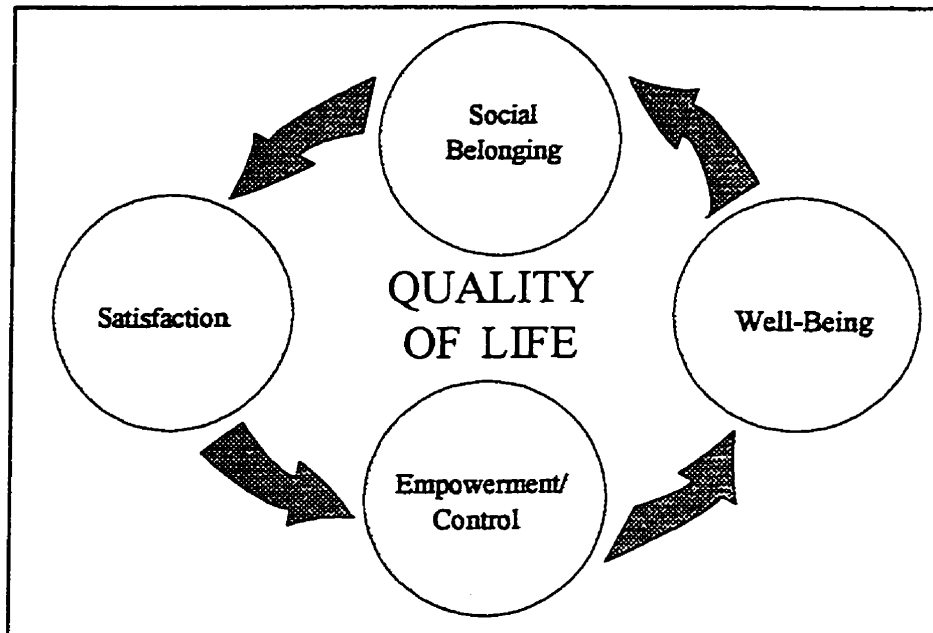 Social
Belonging
Satisfaction
QUALITY
OF LIFE
Well-Being
Empowerment/
Control